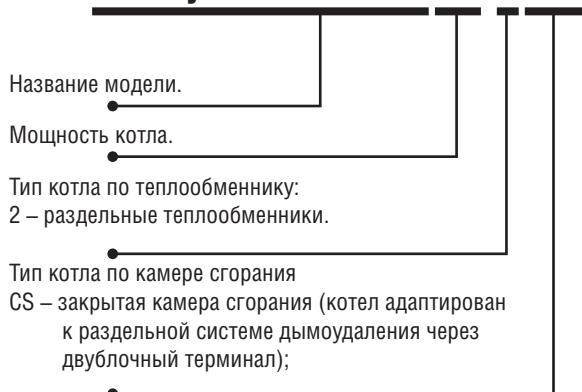 Название модели.
Мощность котла.
Тип котла по теплообменнику:
2 – раздельные теплообменники.
Тип котла по камере сгорания
CS – закрытая камера сгорания (котел адаптирован
к раздельной системе дымоудаления через
двублочный терминал);